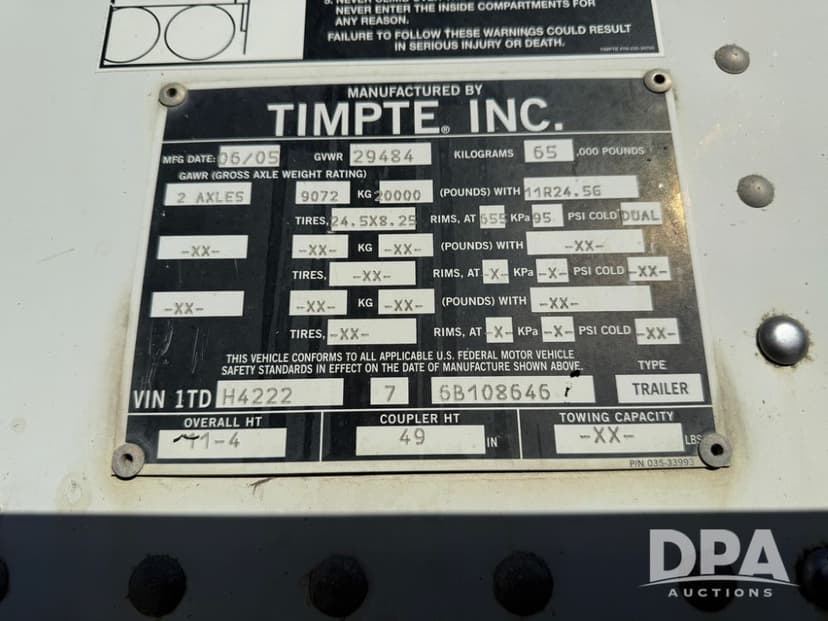 NEVER ENTER THE INSIDE COMPARTMENTS FOR
ANY REASON.
FAILURE TO FOLLOW THESE WARNINGS COULD RESULT
IN SERIOUS INJURY OR DEATH.
MANUFACTURED BY
TIMPTE® INC.
MFG DATE: 06/05 GVWR 29484 KILOGRAMS 65 ,000 POUNDS
GAWR (GROSS AXLE WEIGHT RATING)
2 AXLES 9072 KG 20000 (POUNDS) WITH 11R24.5G
TIRES, 24.5X8.25 RIMS, AT 655 KPa 95 PSI COLD DUAL
-XX- -XX- KG -XX- (POUNDS) WITH -XX-
TIRES, -XX- RIMS, AT -X- KPa -X- PSI COLD -XX-
-XX- -XX- KG -XX- (POUNDS) WITH -XX-
TIRES, -XX- RIMS, AT -X- KPa -X- PSI COLD -XX-
THIS VEHICLE CONFORMS TO ALL APPLICABLE U.S. FEDERAL MOTOR VEHICLE
SAFETY STANDARDS IN EFFECT ON THE DATE OF MANUFACTURE SHOWN ABOVE.
TYPE
VIN 1TD H4222 7 6B108646 TRAILER
OVERALL HT COUPLER HT TOWING CAPACITY
11-4 49 IN -XX- LBS
P/N 035-33993
DPA
AUCTIONS